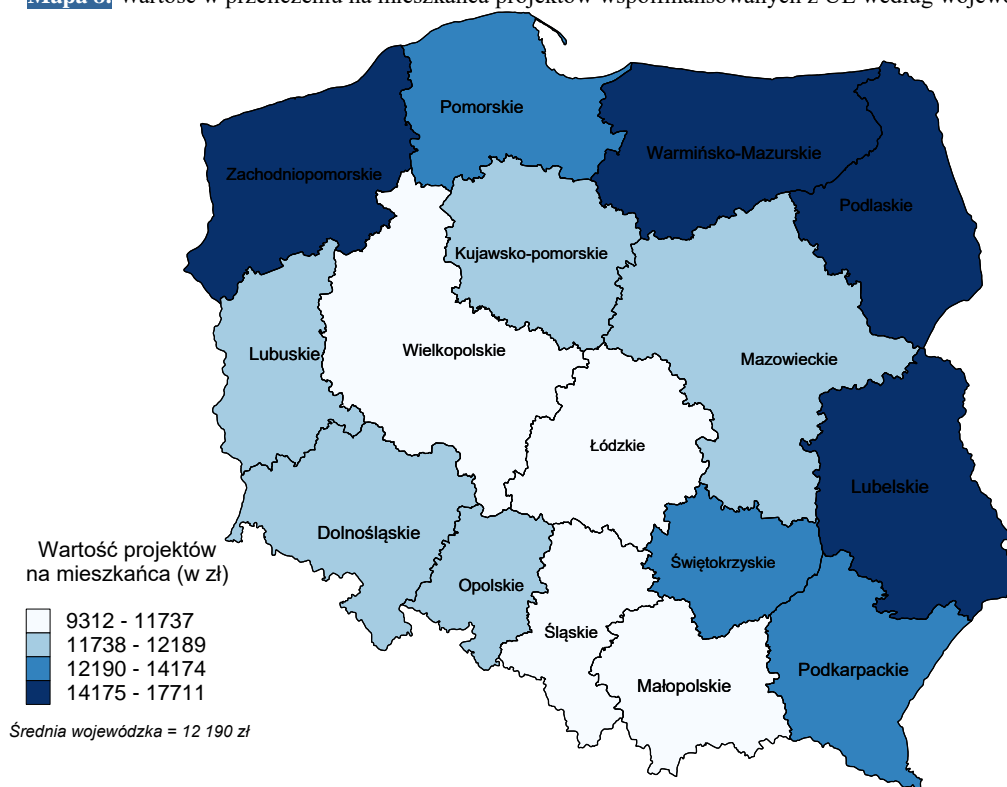 Mapa 6. Wartość w przeliczeniu na mieszkańca projektów współfinansowanych z UE według
Pomorskie
Warmińsko-Mazurskie
Zachodniopomorskie
Podlaskie
Kujawsko-pomorskie
Lubuskie
Wielkopolskie
Mazowieckie
Łódzkie
Lubelskie
Dolnośląskie
Świętokrzyskie
Opolskie
Śląskie
Podkarpackie
Małopolskie
Wartość projektów
na mieszkańca (w zł)
9312 - 11737
11738 - 12189
12190 - 14174
14175 - 17711
Średnia wojewódzka = 12 190 zł